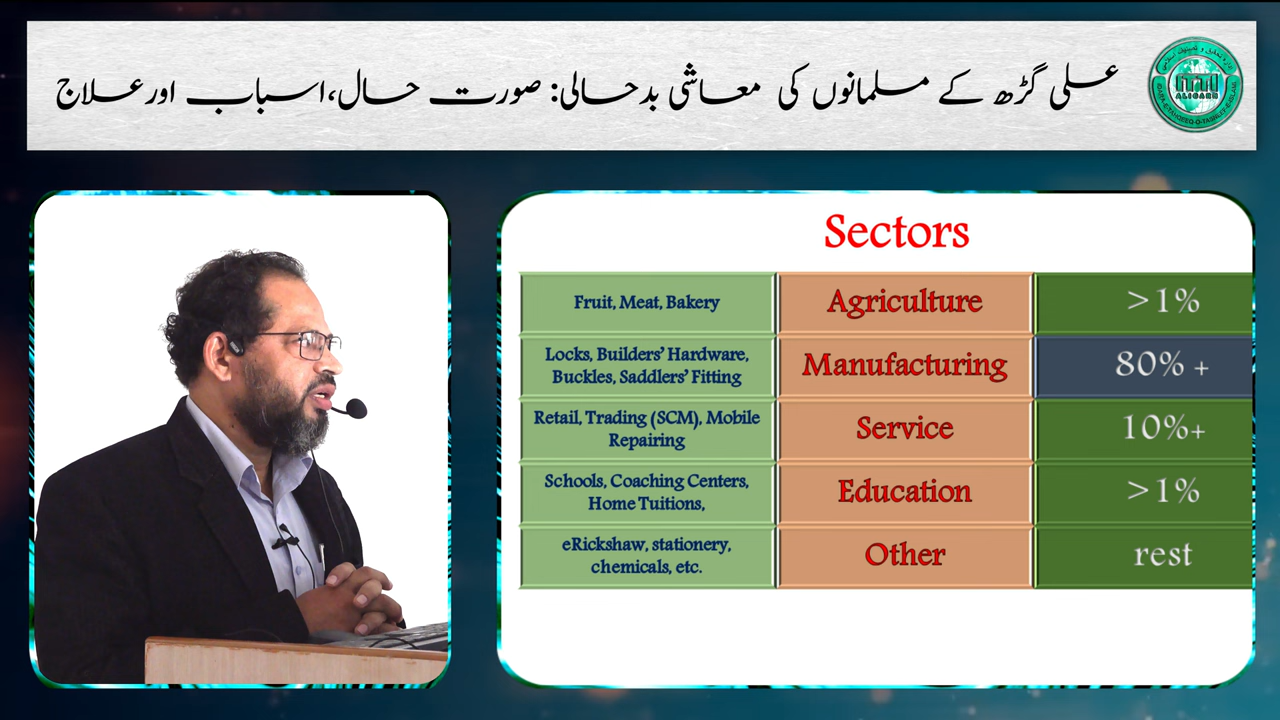 علی گڑھ کے مسلمانوں کی معاشی بدحالی: صورت حال، اسباب اور علاج
ALIGARH
Sectors
Fruit, Meat, Bakery
Agriculture
>1%
Locks, Builders' Hardware,
Buckles, Saddlers' Fitting
Manufacturing
80% +
Retail, Trading (SCM), Mobile
Repairing
Service
10%+
Schools, Coaching Centers,
Home Tuitions,
Education
>1%
eRickshaw, stationery,
chemicals, etc.
Other
rest